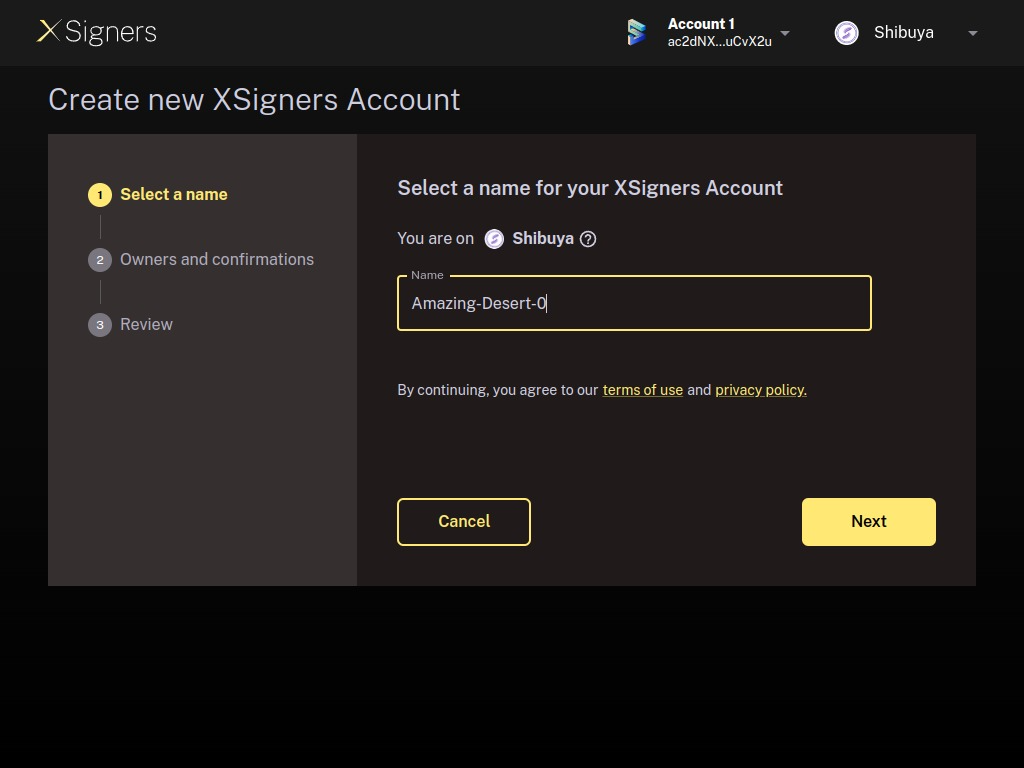 XSigners
Account 1
ac2dNX...uCvX2u
Shibuya
Create new XSigners Account
1 Select a name
2 Owners and confirmations
3 Review
Select a name for your XSigners Account
You are on Shibuya
Name
Amazing-Desert-0
By continuing, you agree to our terms of use and privacy policy.
Cancel
Next